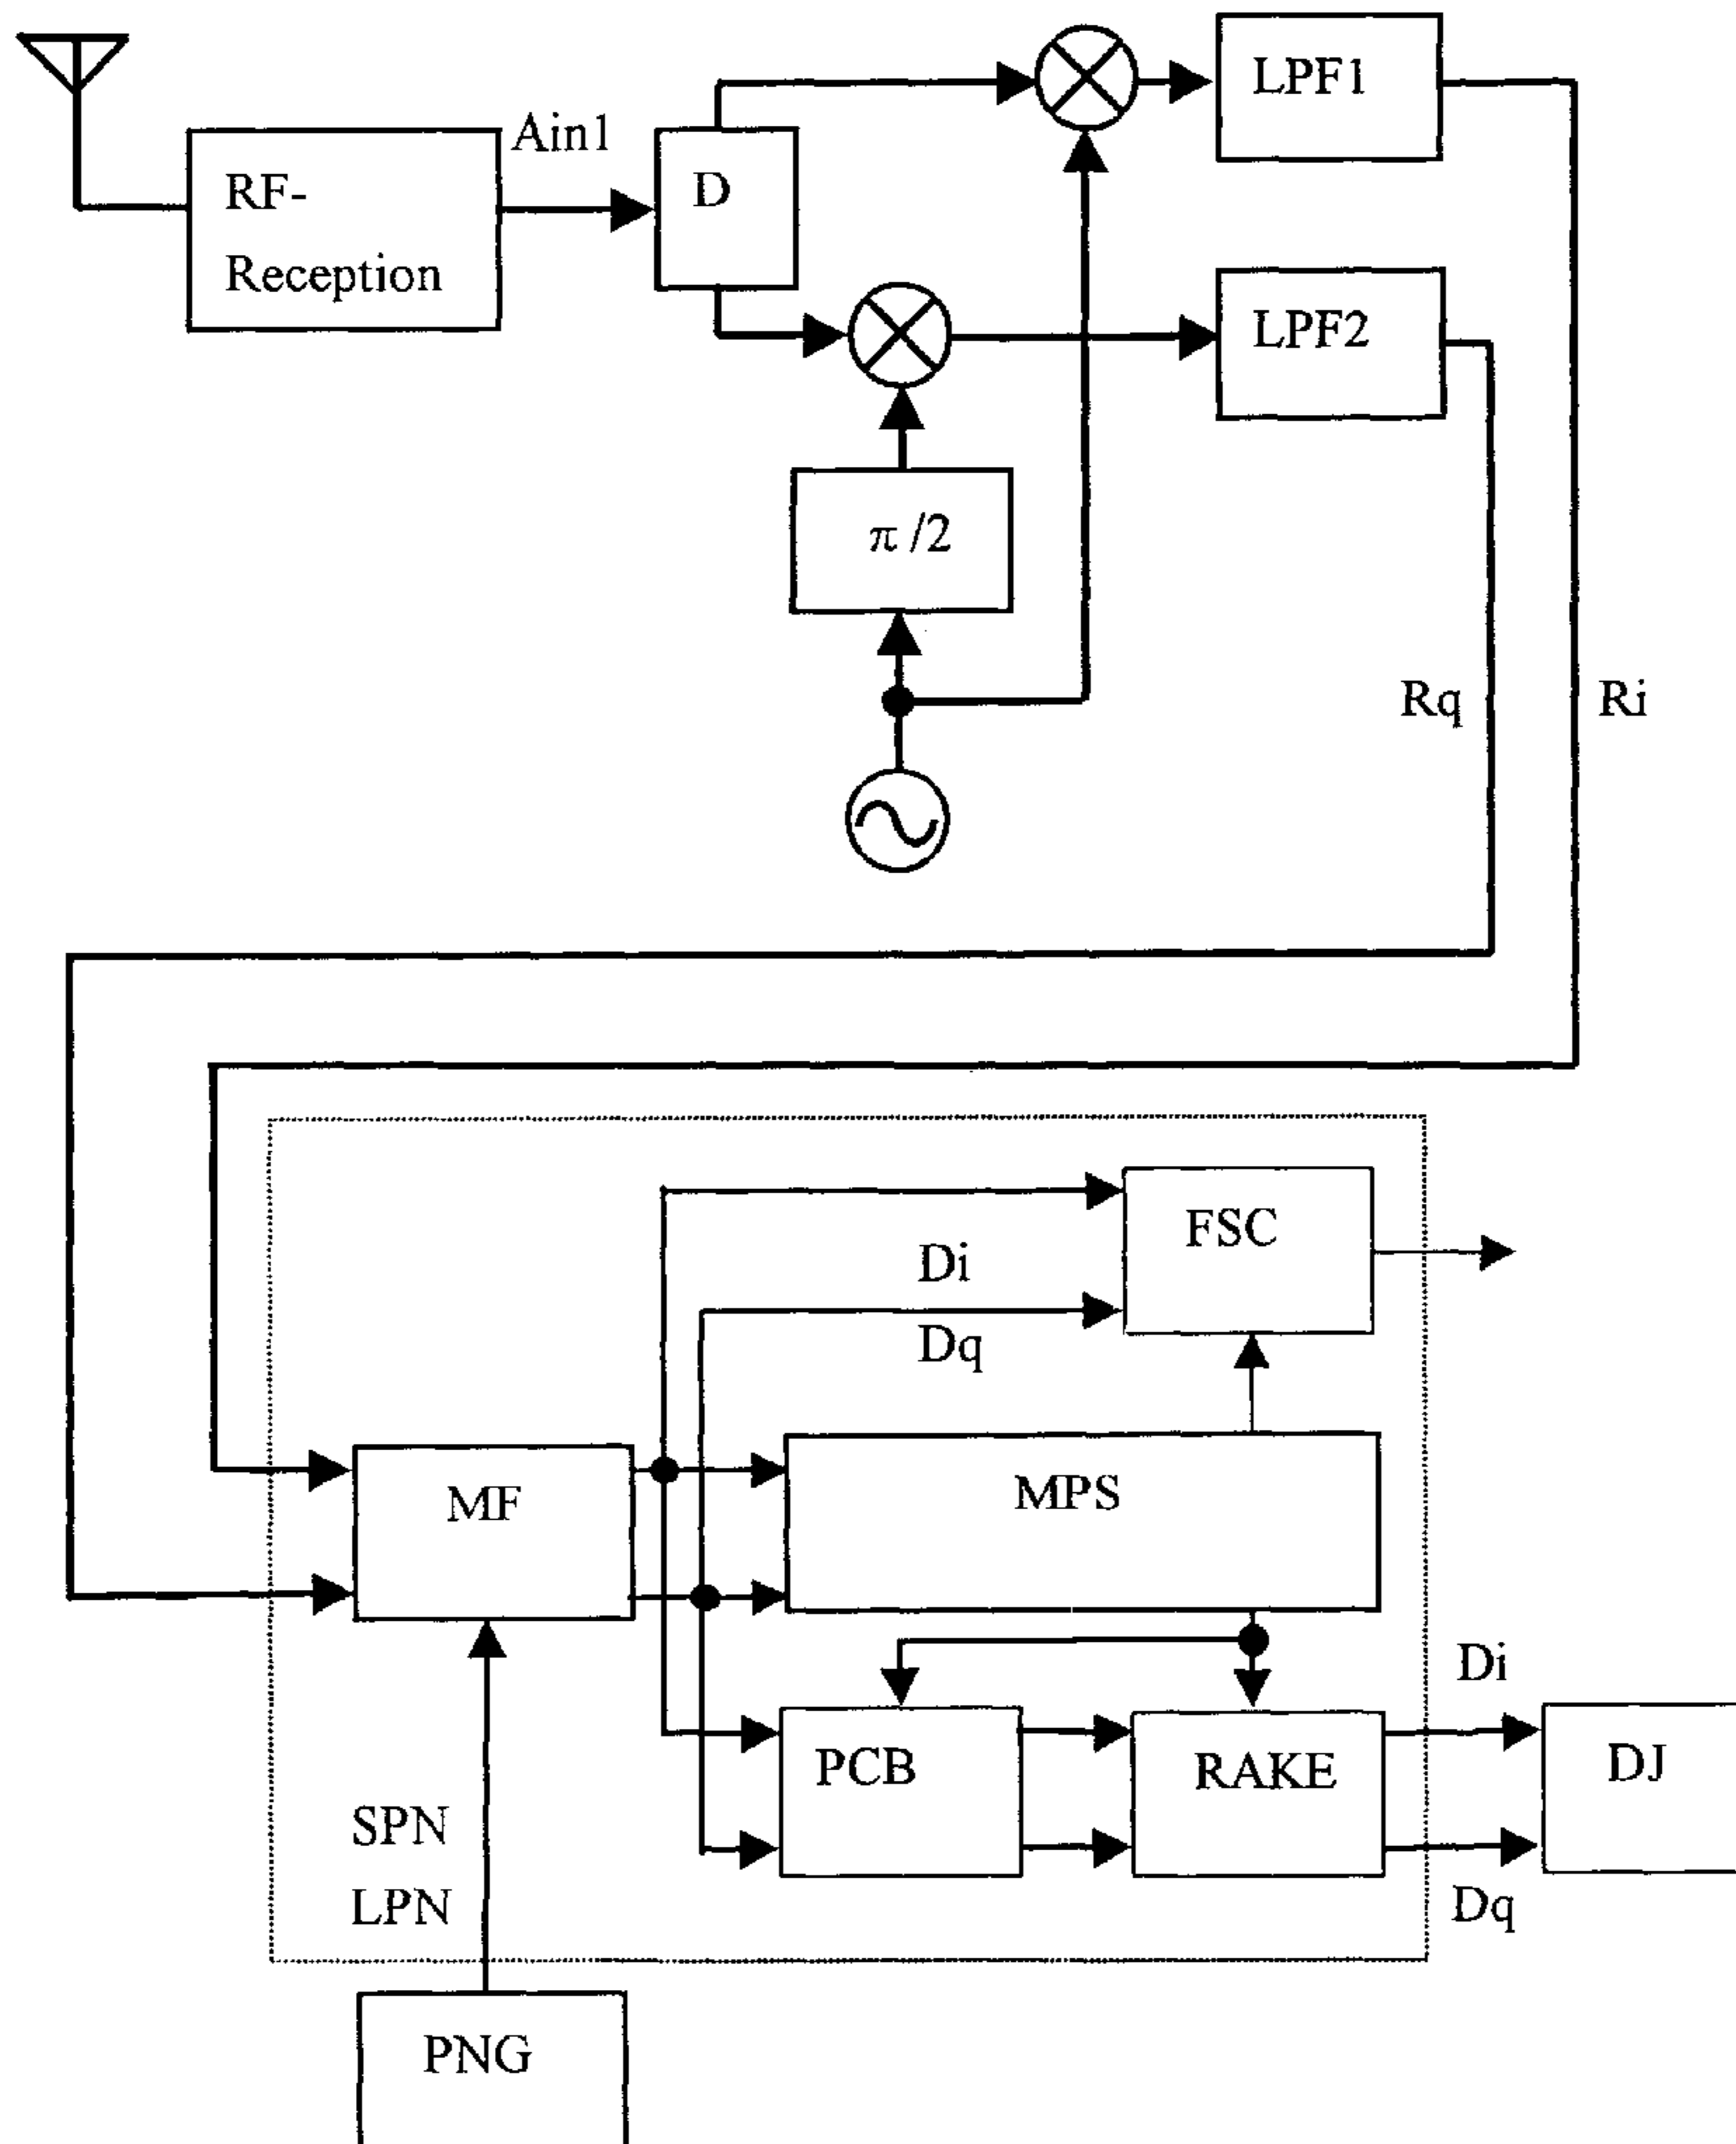 LPF1
Ain1
RF-
Reception
D
LPF2
π/2
Rq
Ri
FSC
Di
Dq
MF
MPS
Di
PCB
RAKE
DJ
SPN
LPN
Dq
PNG